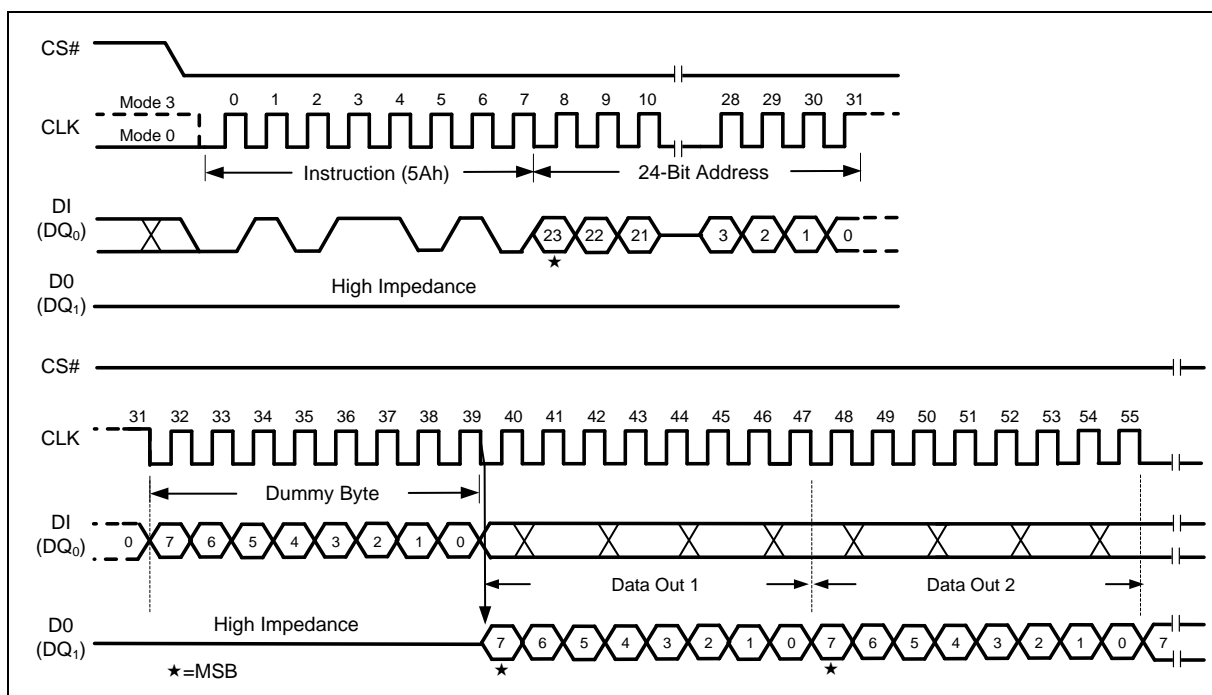 CS#
Mode 3
0 1 2 3 4 5 6 7 8 9 10 28 29 30 31
CLK
Mode 0
Instruction (5Ah)
24-Bit Address
DI
(DQ0)
23 22 21 3 2 1 0
★
D0
(DQ1)
High Impedance
CS#
31 32 33 34 35 36 37 38 39 40 41 42 43 44 45 46 47 48 49 50 51 52 53 54 55
CLK
Dummy Byte
DI
(DQ0)
0 7 6 5 4 3 2 1 0
Data Out 1
Data Out 2
D0
(DQ1)
High Impedance
7 6 5 4 3 2 1 0 7 6 5 4 3 2 1 0 7
★ ★
★=MSB